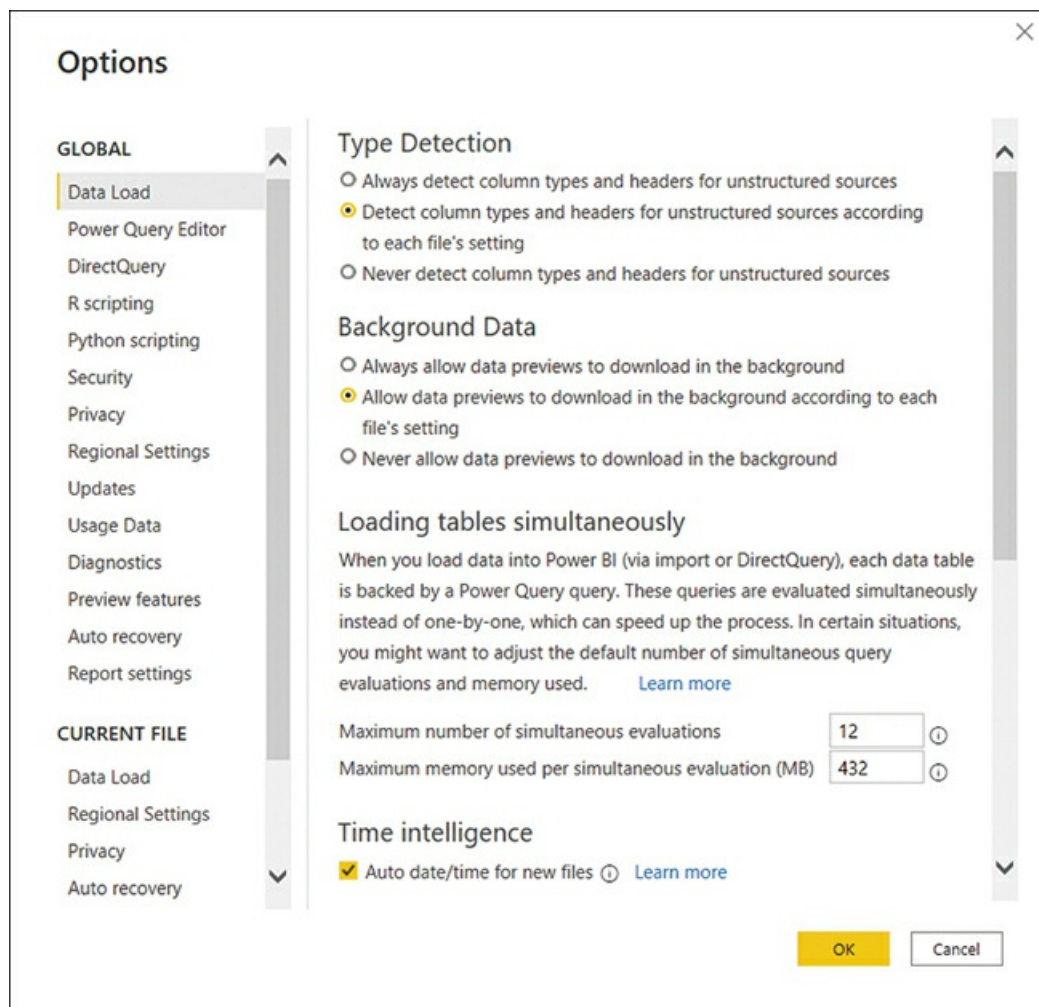 Options
GLOBAL
Data Load
Power Query Editor
DirectQuery
R scripting
Python scripting
Security
Privacy
Regional Settings
Updates
Usage Data
Diagnostics
Preview features
Auto recovery
Report settings
CURRENT FILE
Data Load
Regional Settings
Privacy
Auto recovery
Type Detection
Always detect column types and headers for unstructured sources
Detect column types and headers for unstructured sources according
to each file's setting
Never detect column types and headers for unstructured sources
Background Data
Always allow data previews to download in the background
Allow data previews to download in the background according to each
file's setting
Never allow data previews to download in the background
Loading tables simultaneously
When you load data into Power BI (via import or DirectQuery), each data table
is backed by a Power Query query. These queries are evaluated simultaneously
instead of one-by-one, which can speed up the process. In certain situations,
you might want to adjust the default number of simultaneous query
evaluations and memory used. Learn more
Maximum number of simultaneous evaluations 12
Maximum memory used per simultaneous evaluation (MB) 432
Time intelligence
Auto date/time for new files Learn more
OK Cancel